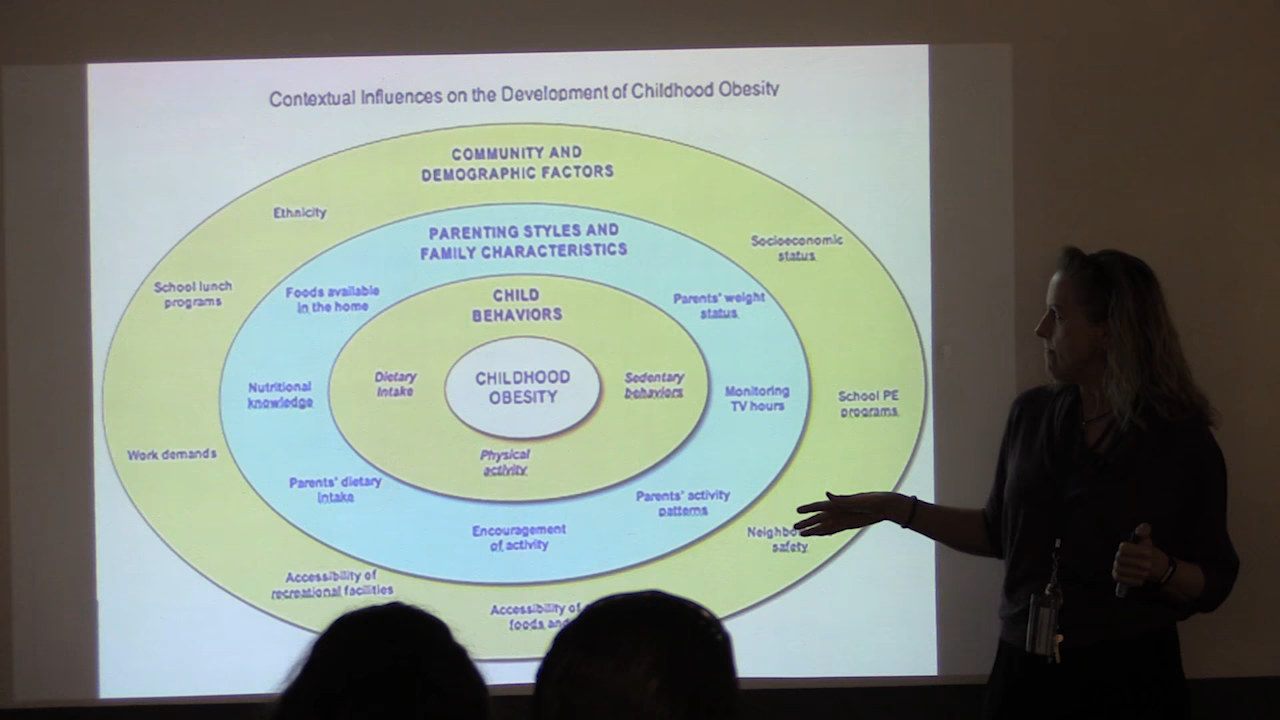 Contextual Influences on the Development of Childhood Obesity
COMMUNITY AND
DEMOGRAPHIC FACTORS
Ethnicity
PARENTING STYLES AND
FAMILY CHARACTERISTICS
Socioeconomic
status
School lunch
programs
Foods available
in the home
CHILD
BEHAVIORS
Parents' weight
status
Dietary
Intake
CHILDHOOD
OBESITY
Sedentary
behaviors
Nutritional
knowledge
Monitoring
TV hours
School PE
programs
Work demands
Physical
activity
Parents' dietary
Intake
Parents' activity
patterns
Encouragement
of activity
safety
Accessibility of
recreational facilities
Accessibility of
foods and